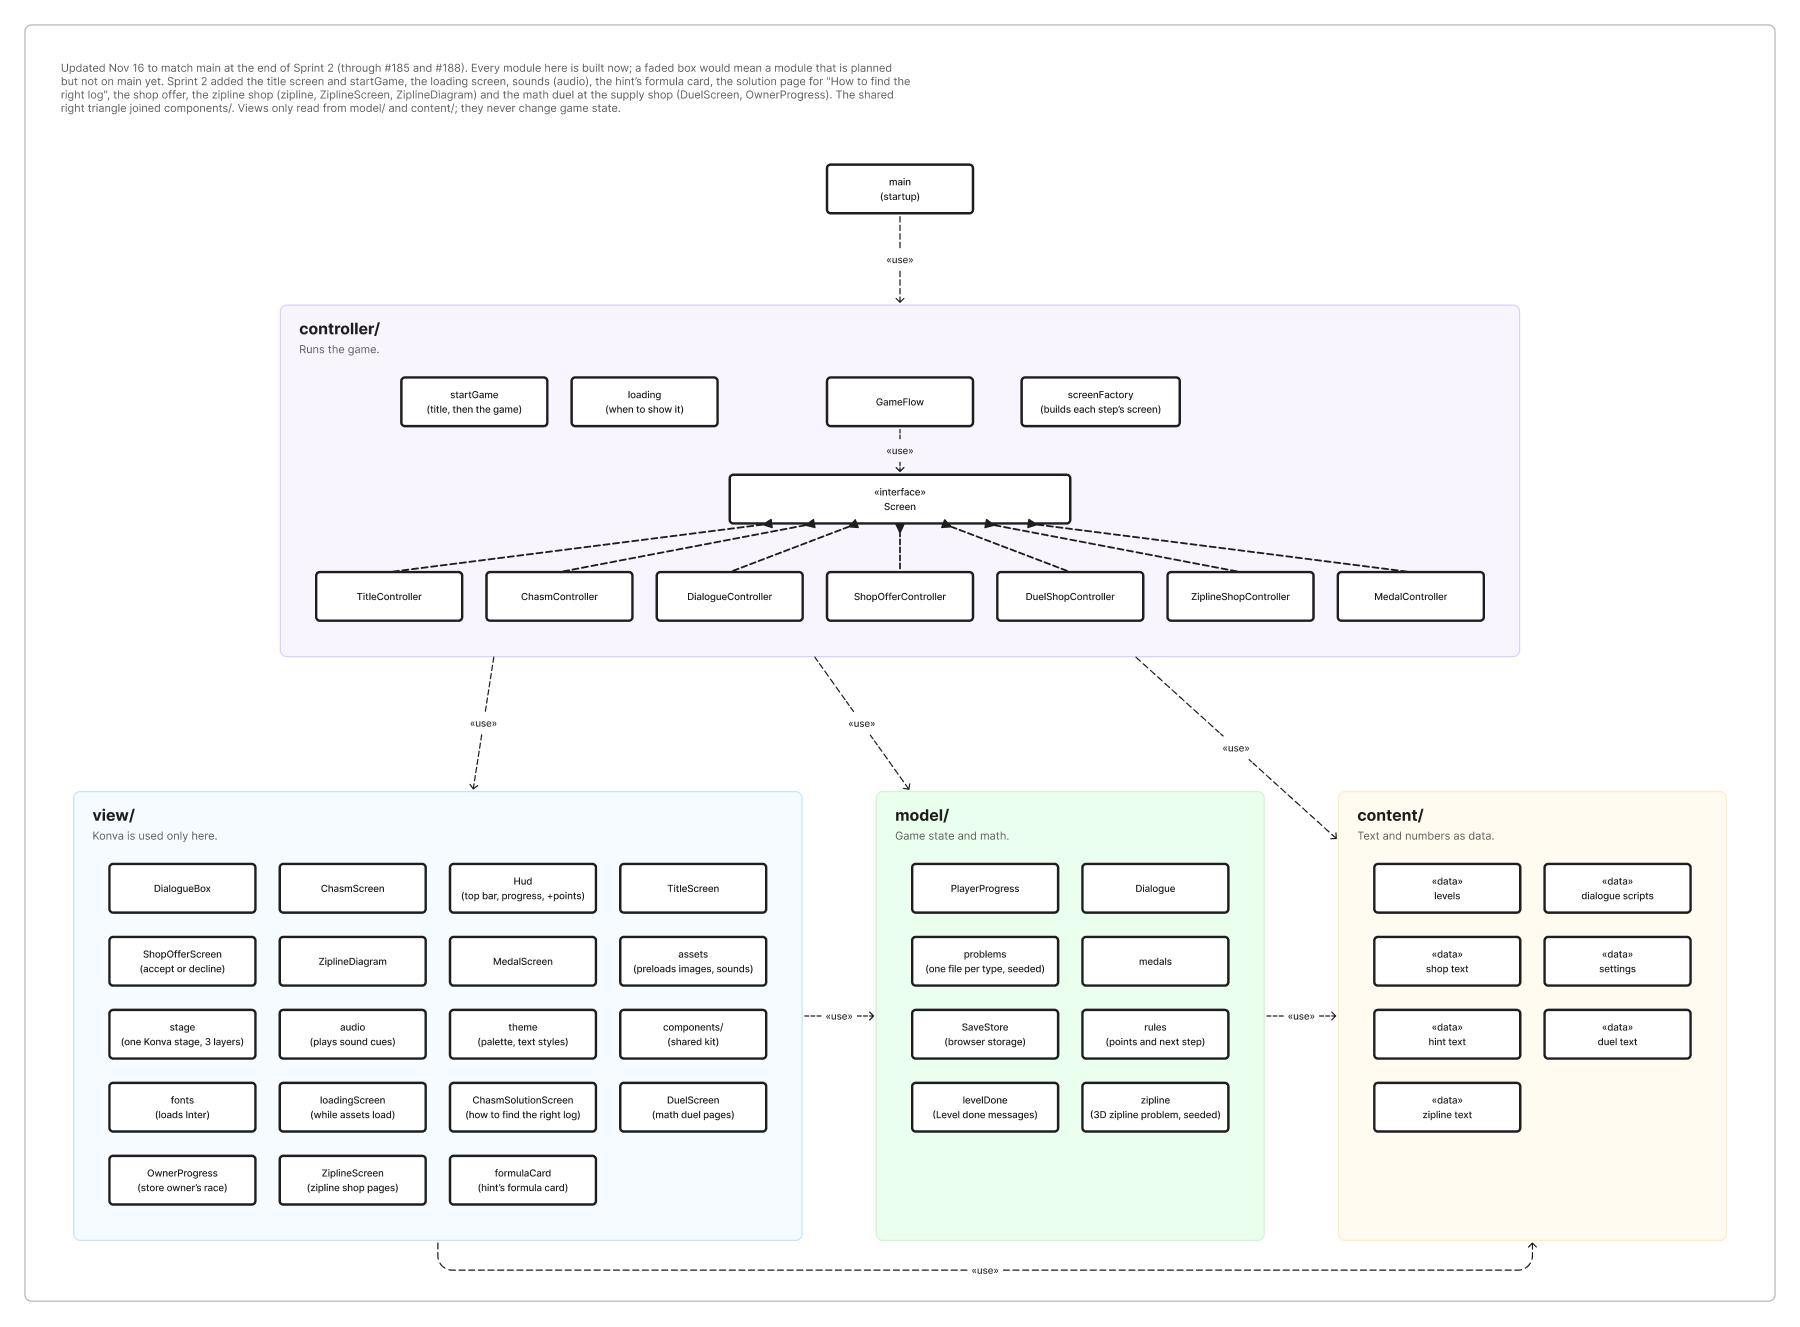 Updated Nov 16 to match main at the end of Sprint 2 (through #185 and #188). Every module here is built now; a faded box would mean a module that is planned
but not on main yet. Sprint 2 added the title screen and startGame, the loading screen, sounds (audio), the hint's formula card, the solution page for "How to find the
right log", the shop offer, the zipline shop (zipline, ZiplineScreen, ZiplineDiagram) and the math duel at the supply shop (DuelScreen, OwnerProgress). The shared
right triangle joined components/. Views only read from model/ and content/; they never change game state.
main
(startup)
«use»
controller/
Runs the game.
startGame
(title, then the game)
loading
(when to show it)
GameFlow
screenFactory
(builds each step's screen)
«use»
«interface»
Screen
TitleController
ChasmController
DialogueController
ShopOfferController
DuelShopController
ZiplineShopController
MedalController
«use»
«use»
«use»
view/
Konva is used only here.
DialogueBox
ChasmScreen
Hud
(top bar, progress, +points)
TitleScreen
ShopOfferScreen
(accept or decline)
ZiplineDiagram
MedalScreen
assets
(preloads images, sounds)
stage
(one Konva stage, 3 layers)
audio
(plays sound cues)
theme
(palette, text styles)
components/
(shared kit)
fonts
(loads Inter)
loadingScreen
(while assets load)
ChasmSolutionScreen
(how to find the right log)
DuelScreen
(math duel pages)
OwnerProgress
(store owner's race)
ZiplineScreen
(zipline shop pages)
formulaCard
(hint's formula card)
«use»
model/
Game state and math.
PlayerProgress
Dialogue
problems
(one file per type, seeded)
medals
SaveStore
(browser storage)
rules
(points and next step)
levelDone
(Level done messages)
zipline
(3D zipline problem, seeded)
«use»
content/
Text and numbers as data.
«data»
levels
«data»
dialogue scripts
«data»
shop text
«data»
settings
«data»
hint text
«data»
duel text
«data»
zipline text
«use»